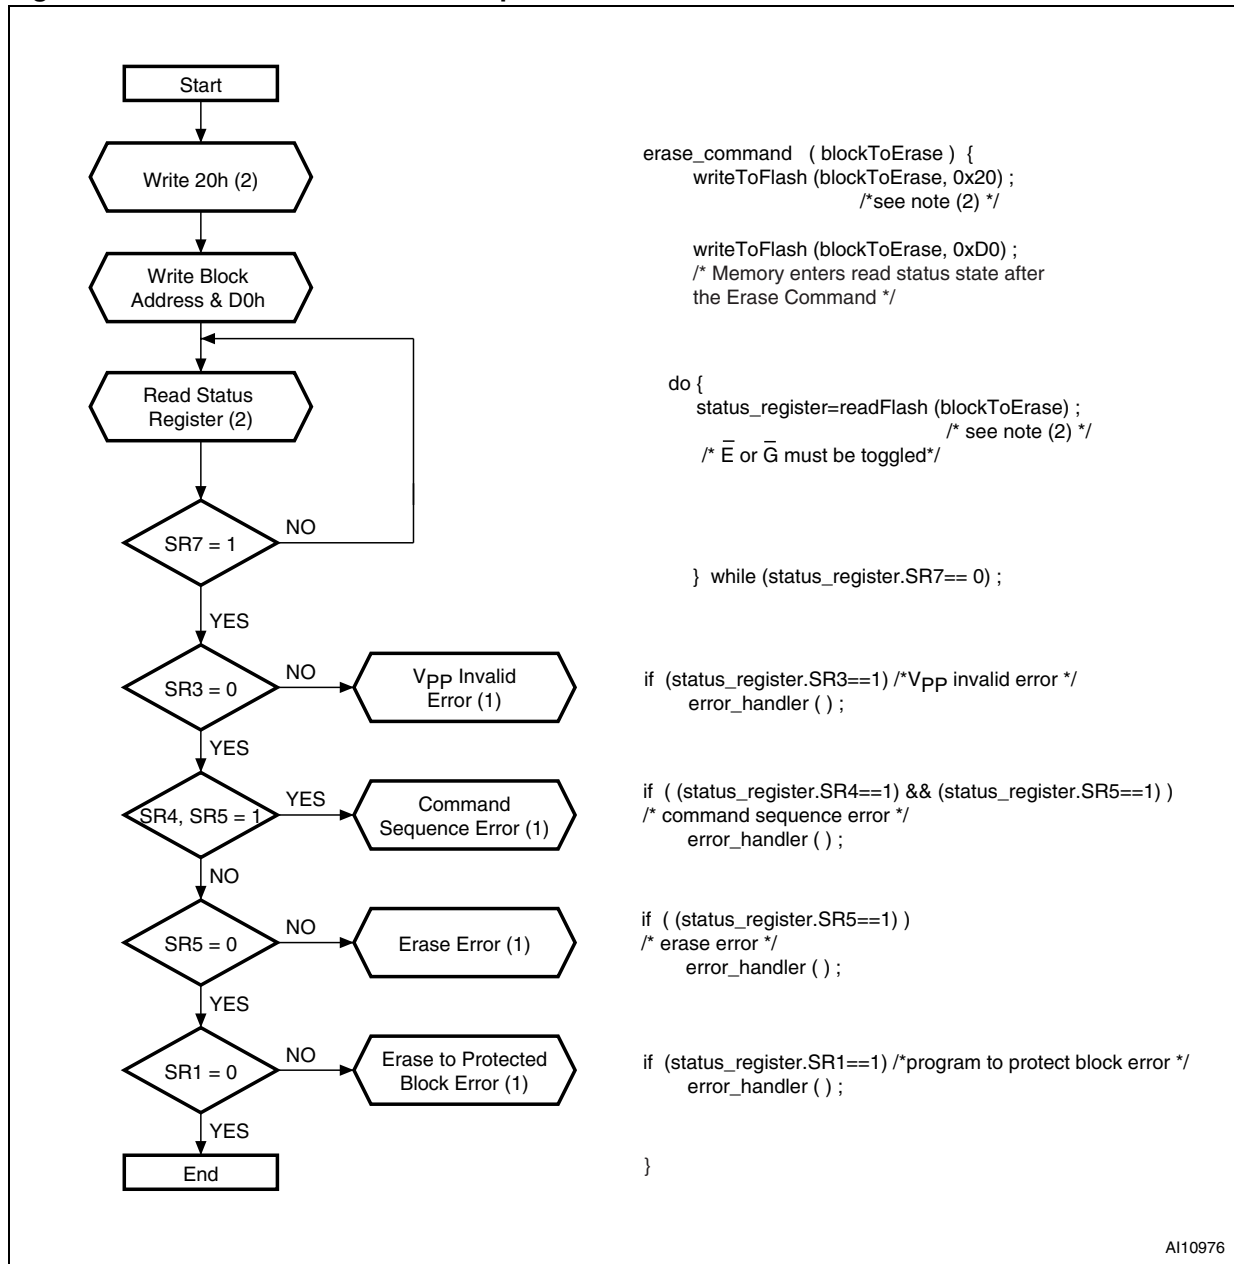 Start
Write 20h (2)
Write Block
Address & D0h
Read Status
Register (2)
NO
SR7 = 1
YES
NO
SR3 = 0
VPP Invalid
Error (1)
YES
YES
SR4, SR5 = 1
Command
Sequence Error (1)
NO
NO
SR5 = 0
Erase Error (1)
YES
NO
SR1 = 0
Erase to Protected
Block Error (1)
YES
End
erase_command ( blockToErase ) {
writeToFlash (blockToErase, 0x20) ;
/*see note (2) */
writeToFlash (blockToErase, 0xD0) ;
/* Memory enters read status state after
the Erase Command */
do {
status_register=readFlash (blockToErase) ;
/* see note (2) */
/* E̅ or G̅ must be toggled*/
} while (status_register.SR7== 0) ;
if (status_register.SR3==1) /*VPP invalid error */
error_handler ( ) ;
if ( (status_register.SR4==1) && (status_register.SR5==1) )
/* command sequence error */
error_handler ( ) ;
if ( (status_register.SR5==1) )
/* erase error */
error_handler ( ) ;
if (status_register.SR1==1) /*program to protect block error */
error_handler ( ) ;
}
AI10976